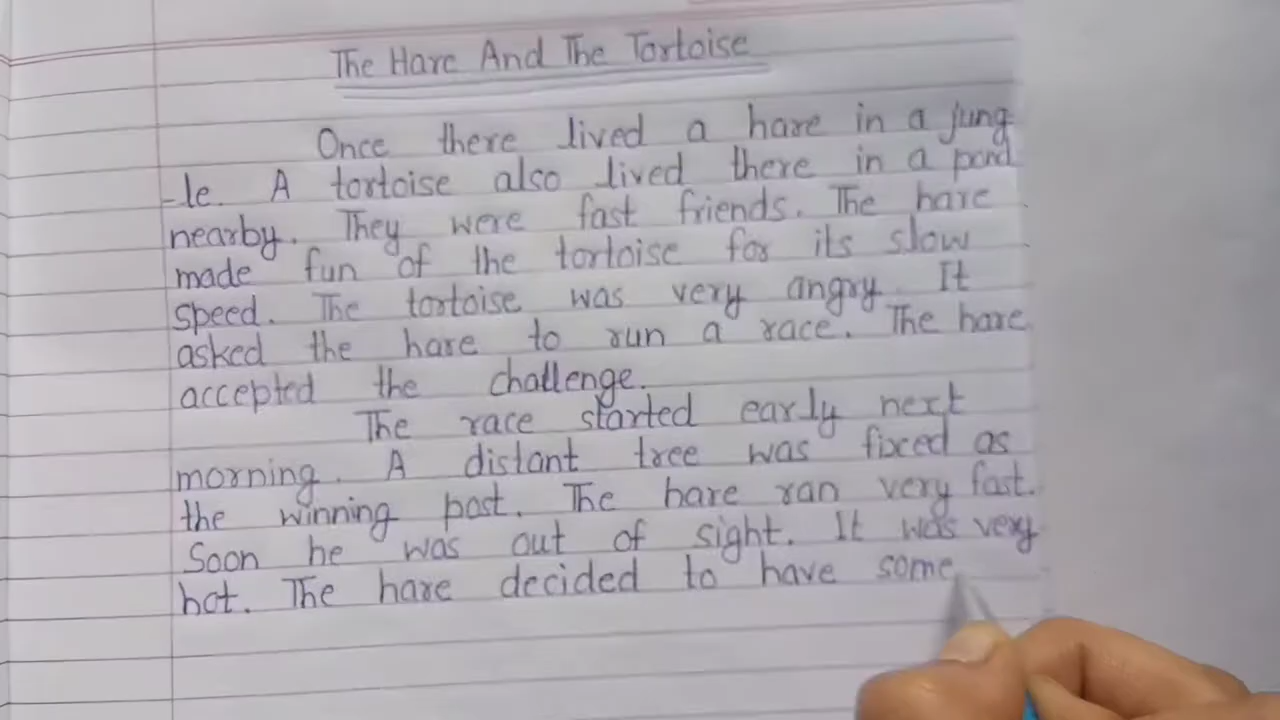 The Hare And The Tortoise
Once there lived a hare in a jung
-le. A tortoise also lived there in a pond
nearby. They were fast friends. The hare
made fun of the tortoise for its slow
speed. The tortoise was very angry. It
asked the hare to run a race. The hare
accepted the challenge.
The race started early next
morning. A distant tree was fixed as
the winning post. The hare ran very fast.
Soon he was out of sight. It was very
hot. The hare decided to have some